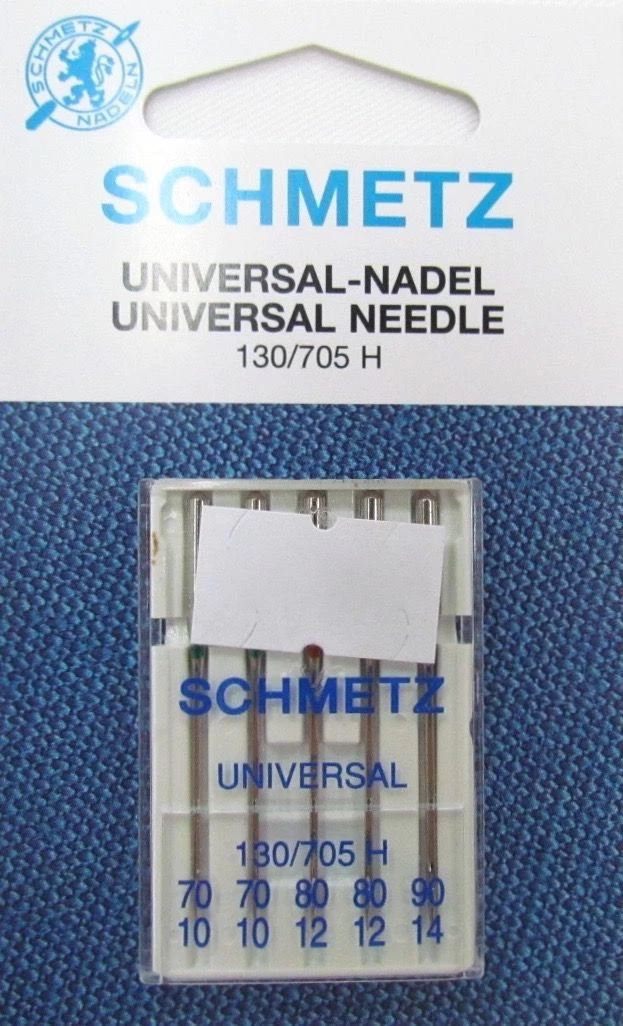 SCHMETZ
NADELN
SCHMETZ
UNIVERSAL-NADEL
UNIVERSAL NEEDLE
130/705 H
SCHMETZ
UNIVERSAL
130/705 H
70 70 80 80 90
10 10 12 12 14